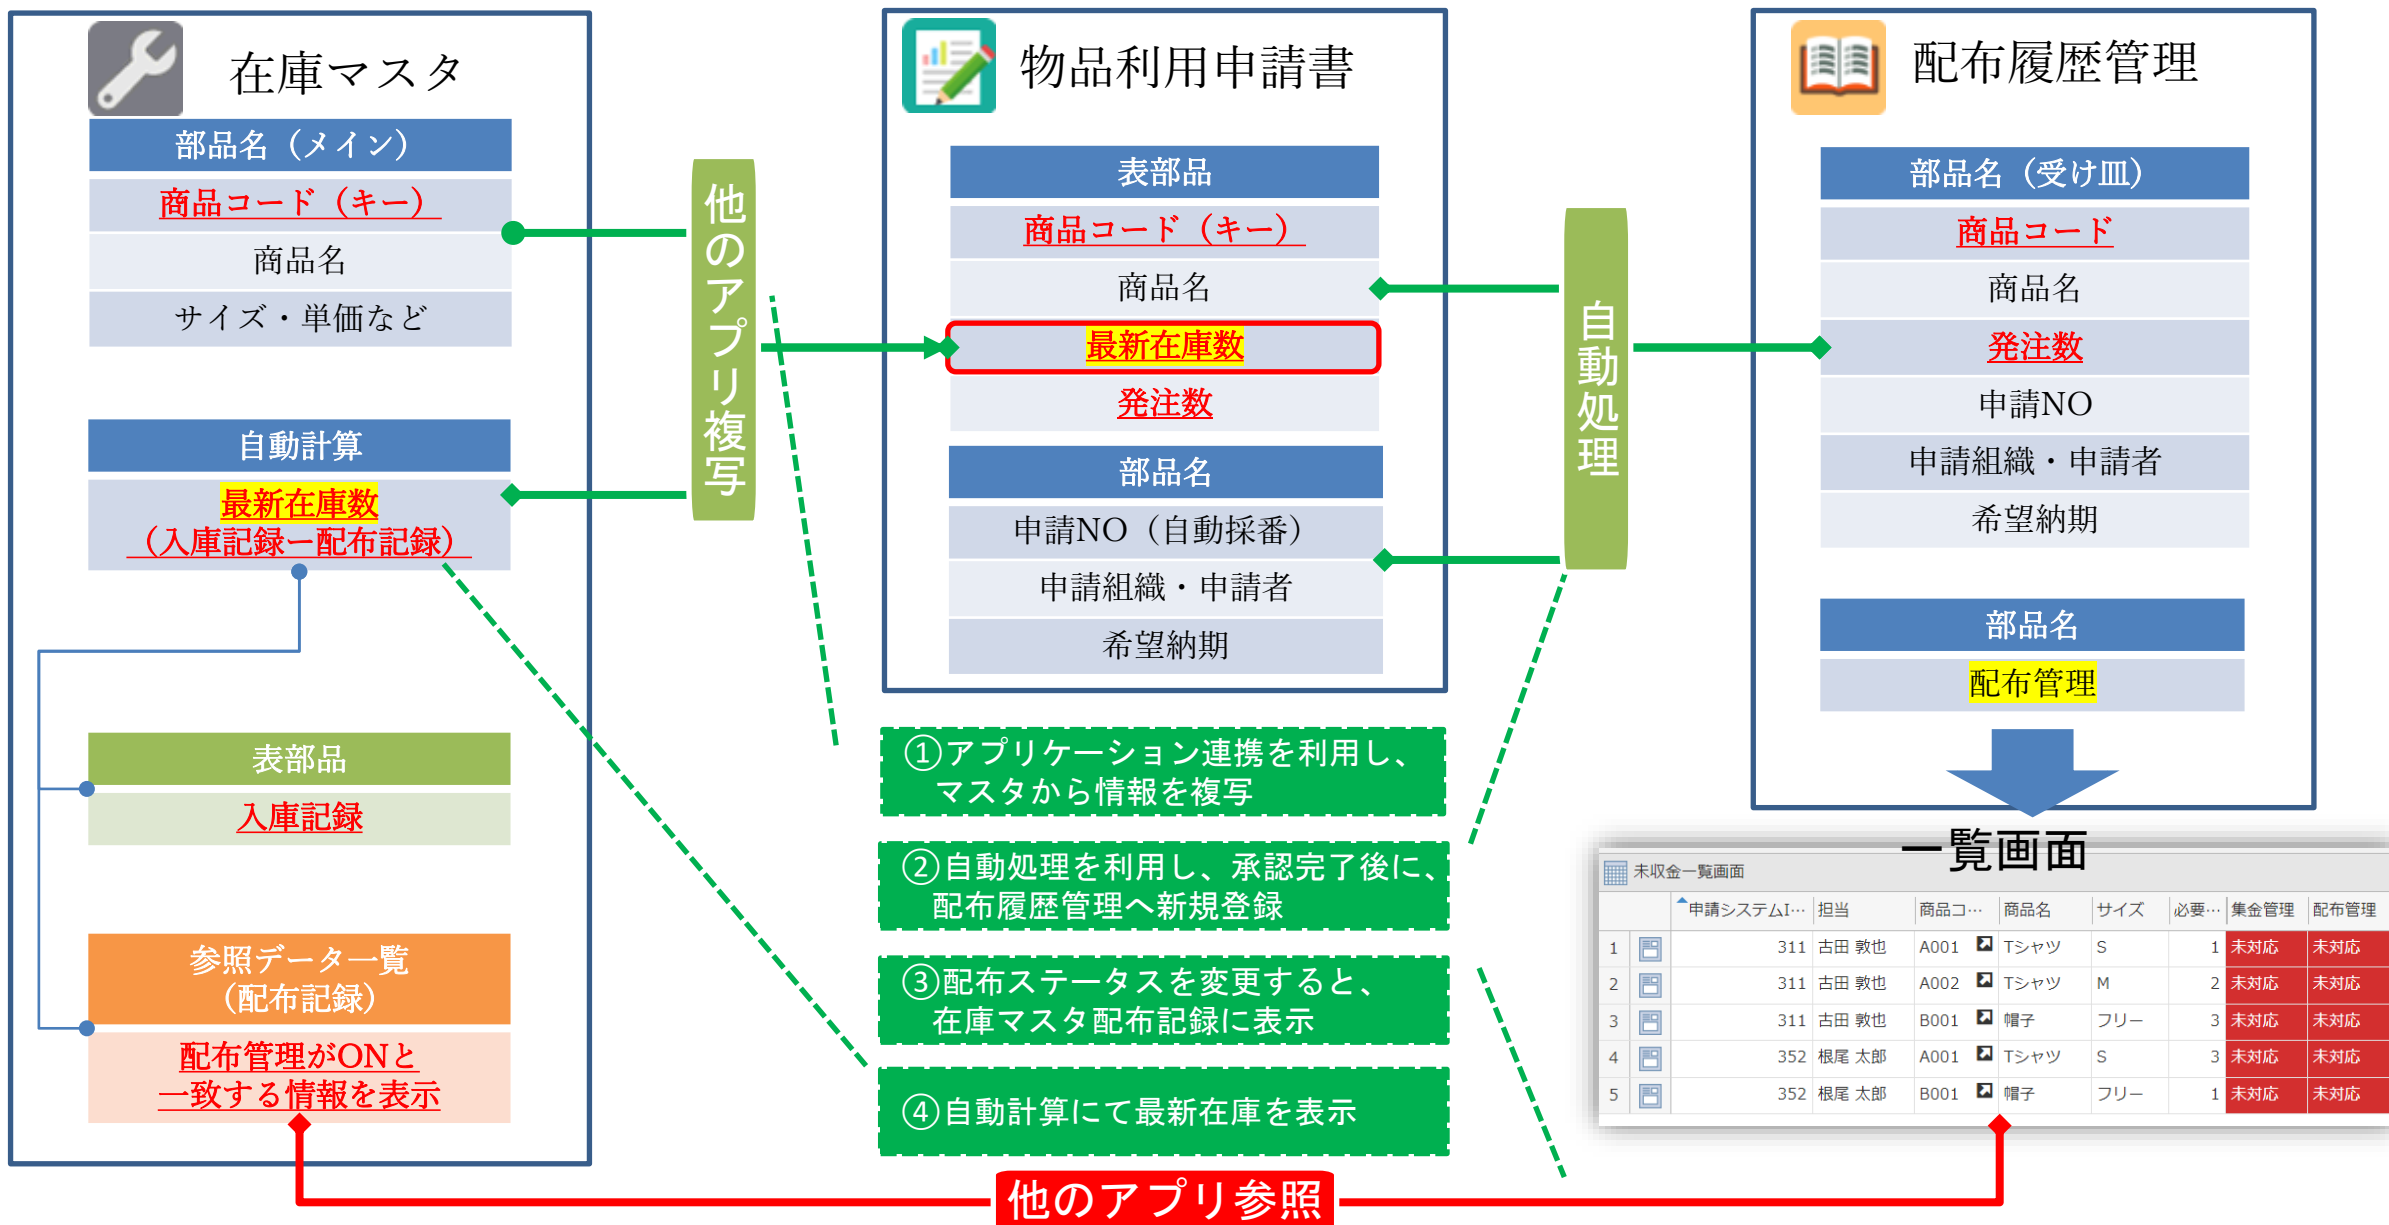 在庫マスタ
部品名（メイン）
商品コード（キー）
商品名
サイズ・単価など
自動計算
最新在庫数
（入庫記録ー配布記録）
表部品
入庫記録
参照データ一覧
（配布記録）
配布管理がONと
一致する情報を表示
他のアプリ複写
物品利用申請書
表部品
商品コード（キー）
商品名
最新在庫数
発注数
部品名
申請NO（自動採番）
申請組織・申請者
希望納期
自動処理
配布履歴管理
部品名（受け皿）
商品コード
商品名
発注数
申請NO
申請組織・申請者
希望納期
部品名
配布管理
①アプリケーション連携を利用し、
マスタから情報を複写
②自動処理を利用し、承認完了後に、
配布履歴管理へ新規登録
③配布ステータスを変更すると、
在庫マスタ配布記録に表示
④自動計算にて最新在庫を表示
他のアプリ参照
一覧画面
未収金一覧画面
申請システムI… 担当 商品コ… 商品名 サイズ 必要… 集金管理 配布管理
1 311 古田 敦也 A001 Tシャツ S 1 未対応 未対応
2 311 古田 敦也 A002 Tシャツ M 2 未対応 未対応
3 311 古田 敦也 B001 帽子 フリー 3 未対応 未対応
4 352 根尾 太郎 A001 Tシャツ S 3 未対応 未対応
5 352 根尾 太郎 B001 帽子 フリー 1 未対応 未対応